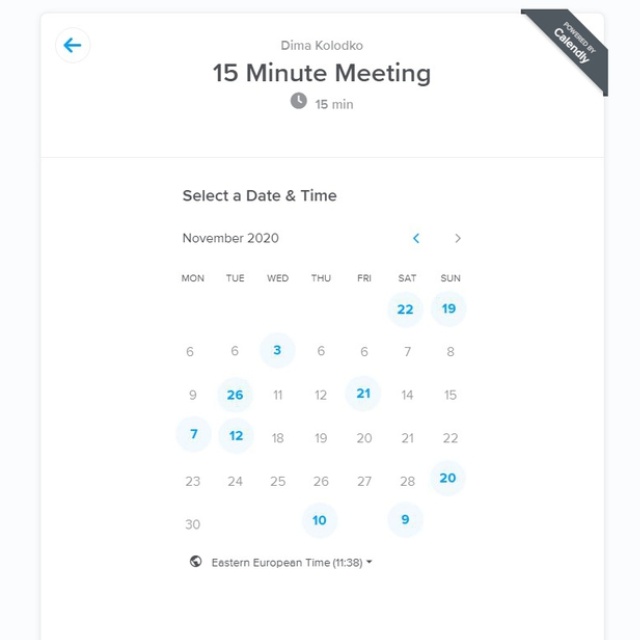 Dima Kolodko
POWERED BY
Calendly
15 Minute Meeting
15 min
Select a Date & Time
November 2020
MON TUE WED THU FRI SAT SUN
22 19
6 6 3 6 6 7 8
9 26 11 12 21 14 15
7 12 18 19 20 21 22
23 24 25 26 27 28 20
30 10 9
Eastern European Time (11:38)